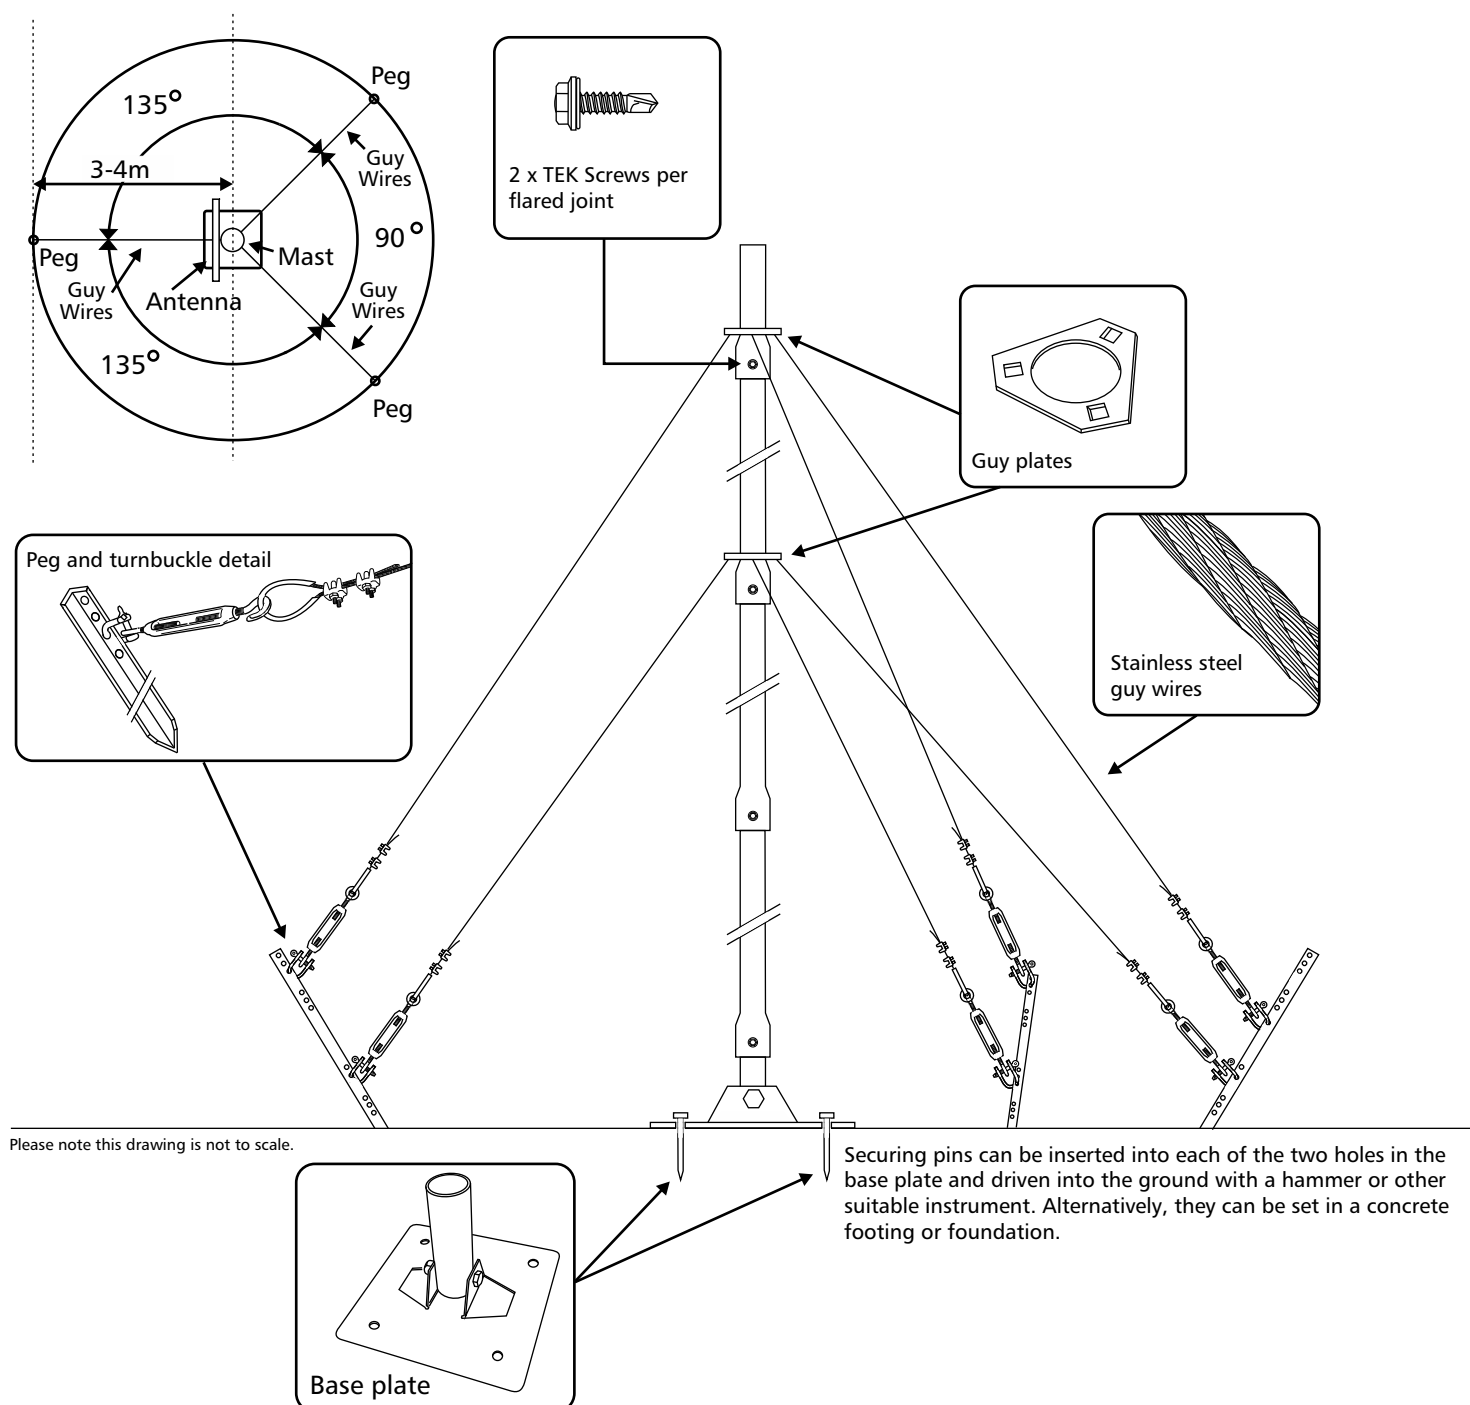 Peg
135°
Guy
Wires
3-4m
90°
Peg
Mast
Guy
Wires
Antenna
Guy
Wires
135°
Peg
2 x TEK Screws per
flared joint
Guy plates
Peg and turnbuckle detail
Stainless steel
guy wires
Please note this drawing is not to scale.
Securing pins can be inserted into each of the two holes in the
base plate and driven into the ground with a hammer or other
suitable instrument. Alternatively, they can be set in a concrete
footing or foundation.
Base plate